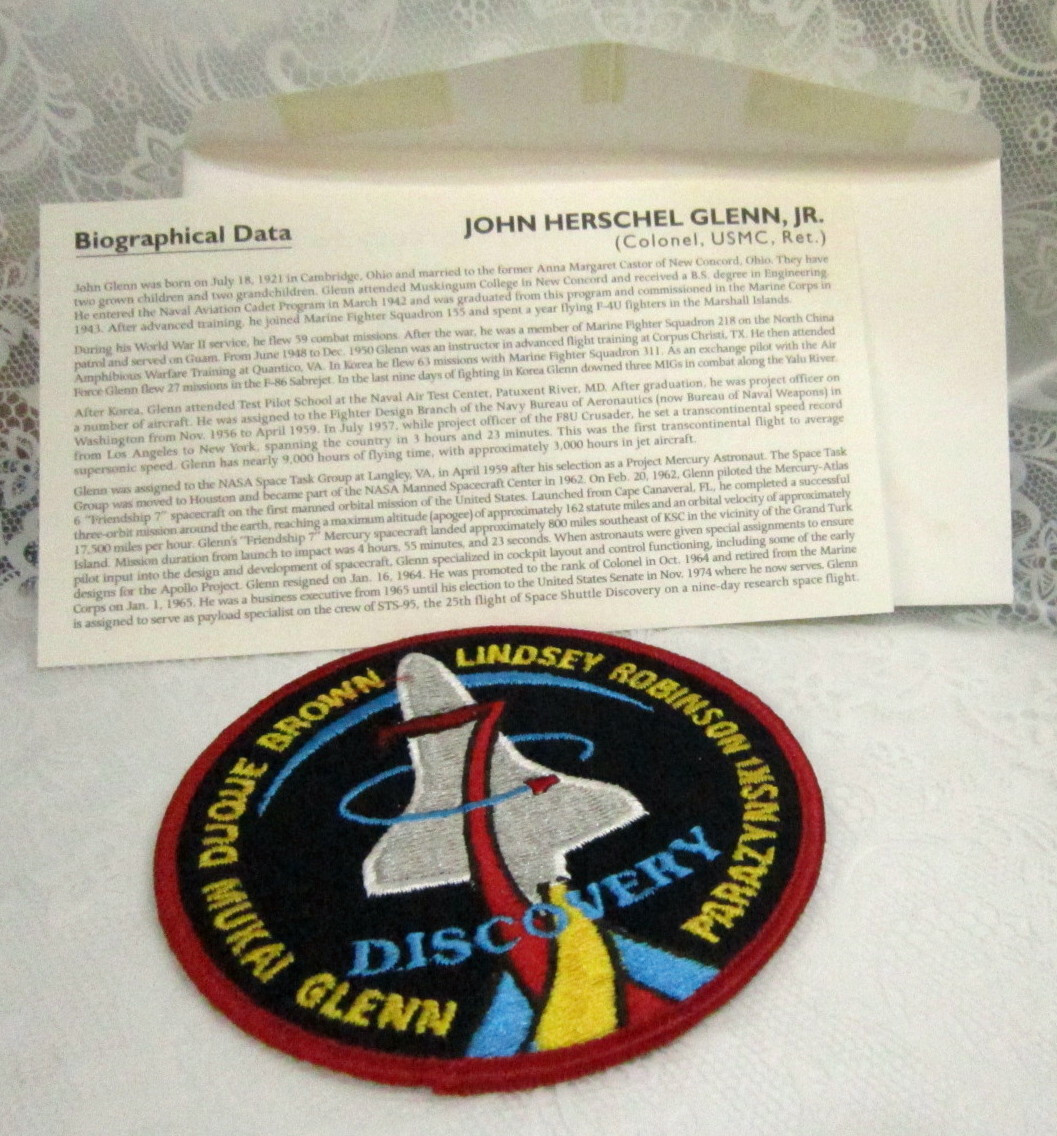 Biographical Data
JOHN HERSCHEL GLENN, JR.
(Colonel, USMC, Ret.)
John Glenn was born on July 18, 1921 in Cambridge, Ohio and married to the former Anna Margaret Castor of New Concord, Ohio. They have
two grown children and two grandchildren. Glenn attended Muskingum College in New Concord and received a B.S. degree in Engineering.
He entered the Naval Aviation Cadet Program in March 1942 and was graduated from this program and commissioned in the Marine Corps in
1943. After advanced training, he joined Marine Fighter Squadron 155 and spent a year flying F-4U fighters in the Marshall Islands.
During his World War II service, he flew 59 combat missions. After the war, he was a member of Marine Fighter Squadron 218 on the North China
patrol and served on Guam. From June 1948 to Dec. 1950 Glenn was an instructor in advanced flight training at Corpus Christi, TX. He then attended
Amphibious Warfare Training at Quantico, VA. In Korea he flew 63 missions with Marine Fighter Squadron 311. As an exchange pilot with the Air
Force Glenn flew 27 missions in the F-86 Sabrejet. In the last nine days of fighting in Korea Glenn downed three MIGs in combat along the Yalu River.
After Korea, Glenn attended Test Pilot School at the Naval Air Test Center, Patuxent River, MD. After graduation, he was project officer on
a number of aircraft. He was assigned to the Fighter Design Branch of the Navy Bureau of Aeronautics (now Bureau of Naval Weapons) in
Washington from Nov. 1956 to April 1959. In July 1957, while project officer of the F8U Crusader, he set a transcontinental speed record
from Los Angeles to New York, spanning the country in 3 hours and 23 minutes. This was the first transcontinental flight to average
supersonic speed. Glenn has nearly 9,000 hours of flying time, with approximately 3,000 hours in jet aircraft.
Glenn was assigned to the NASA Space Task Group at Langley, VA, in April 1959 after his selection as a Project Mercury Astronaut. The Space Task
Group was moved to Houston and became part of the NASA Manned Spacecraft Center in 1962. On Feb. 20, 1962, Glenn piloted the Mercury-Atlas
6 "Friendship 7" spacecraft on the first manned orbital mission of the United States. Launched from Cape Canaveral, FL, he completed a successful
three-orbit mission around the earth, reaching a maximum altitude (apogee) of approximately 162 statute miles and an orbital velocity of approximately
17,500 miles per hour. Glenn's "Friendship 7" Mercury spacecraft landed approximately 800 miles southeast of KSC in the vicinity of the Grand Turk
Island. Mission duration from launch to impact was 4 hours, 55 minutes, and 23 seconds. When astronauts were given special assignments to ensure
pilot input into the design and development of spacecraft, Glenn specialized in cockpit layout and control functioning, including some of the early
designs for the Apollo Project. Glenn resigned on Jan. 16, 1964. He was promoted to the rank of Colonel in Oct. 1964 and retired from the Marine
Corps on Jan. 1, 1965. He was a business executive from 1965 until his election to the United States Senate in Nov. 1974 where he now serves. Glenn
is assigned to serve as payload specialist on the crew of STS-95, the 25th flight of Space Shuttle Discovery on a nine-day research space flight.
GLENN MUKAI DUQUE BROWN LINDSEY ROBINSON PARAZYNSKI
DISCOVERY